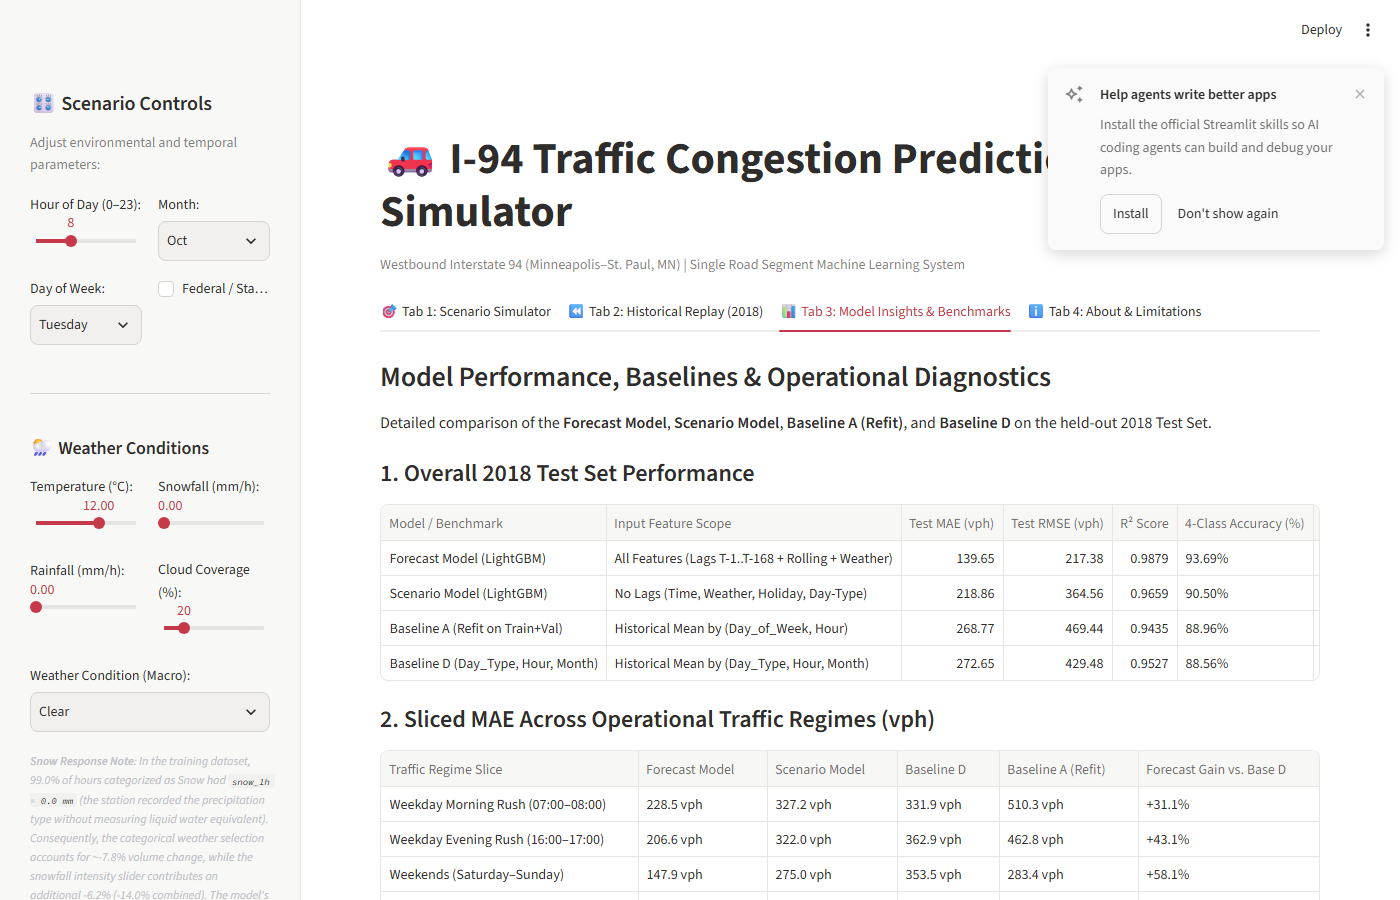 Deploy
Help agents write better apps
Install the official Streamlit skills so AI
coding agents can build and debug your
apps.
Install
Don't show again
Scenario Controls
Adjust environmental and temporal
parameters:
Hour of Day (0–23):
8
Month:
Oct
Day of Week:
Tuesday
Federal / Sta…
Weather Conditions
Temperature (°C):
12.00
Snowfall (mm/h):
0.00
Rainfall (mm/h):
0.00
Cloud Coverage
(%):
20
Weather Condition (Macro):
Clear
Snow Response Note: In the training dataset,
99.0% of hours categorized as Snow had snow_1h
= 0.0 mm (the station recorded the precipitation
type without measuring liquid water equivalent).
Consequently, the categorical weather selection
accounts for ~-7.8% volume change, while the
snowfall intensity slider contributes an
additional -6.2% (-14.0% combined). The model's
I-94 Traffic Congestion Predicti
Simulator
Westbound Interstate 94 (Minneapolis–St. Paul, MN) | Single Road Segment Machine Learning System
Tab 1: Scenario Simulator
Tab 2: Historical Replay (2018)
Tab 3: Model Insights & Benchmarks
Tab 4: About & Limitations
Model Performance, Baselines & Operational Diagnostics
Detailed comparison of the Forecast Model, Scenario Model, Baseline A (Refit), and Baseline D on the held-out 2018 Test Set.
1. Overall 2018 Test Set Performance
Model / Benchmark Input Feature Scope Test MAE (vph) Test RMSE (vph) R² Score 4-Class Accuracy (%)
Forecast Model (LightGBM) All Features (Lags T-1..T-168 + Rolling + Weather) 139.65 217.38 0.9879 93.69%
Scenario Model (LightGBM) No Lags (Time, Weather, Holiday, Day-Type) 218.86 364.56 0.9659 90.50%
Baseline A (Refit on Train+Val) Historical Mean by (Day_of_Week, Hour) 268.77 469.44 0.9435 88.96%
Baseline D (Day_Type, Hour, Month) Historical Mean by (Day_Type, Hour, Month) 272.65 429.48 0.9527 88.56%
2. Sliced MAE Across Operational Traffic Regimes (vph)
Traffic Regime Slice Forecast Model Scenario Model Baseline D Baseline A (Refit) Forecast Gain vs. Base D
Weekday Morning Rush (07:00–08:00) 228.5 vph 327.2 vph 331.9 vph 510.3 vph +31.1%
Weekday Evening Rush (16:00–17:00) 206.6 vph 322.0 vph 362.9 vph 462.8 vph +43.1%
Weekends (Saturday–Sunday) 147.9 vph 275.0 vph 353.5 vph 283.4 vph +58.1%